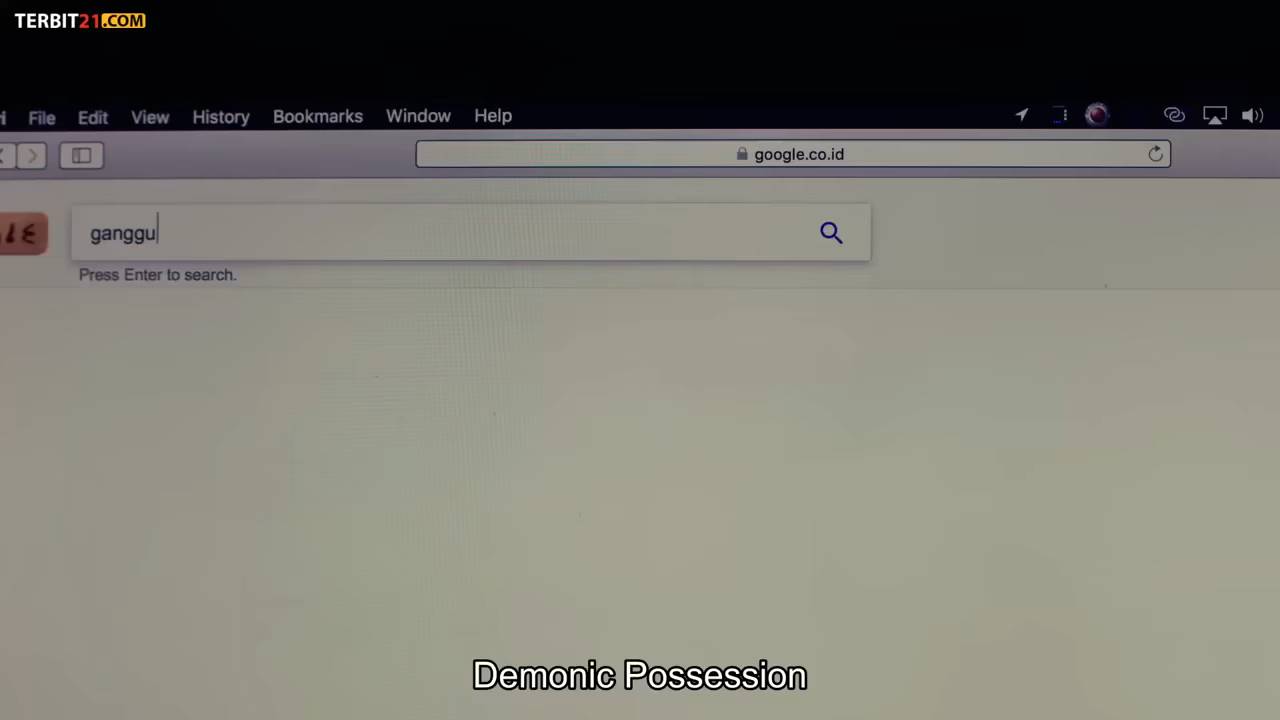 TERBIT21.COM
File Edit View History Bookmarks Window Help
google.co.id
ganggu
Press Enter to search.
Demonic Possession